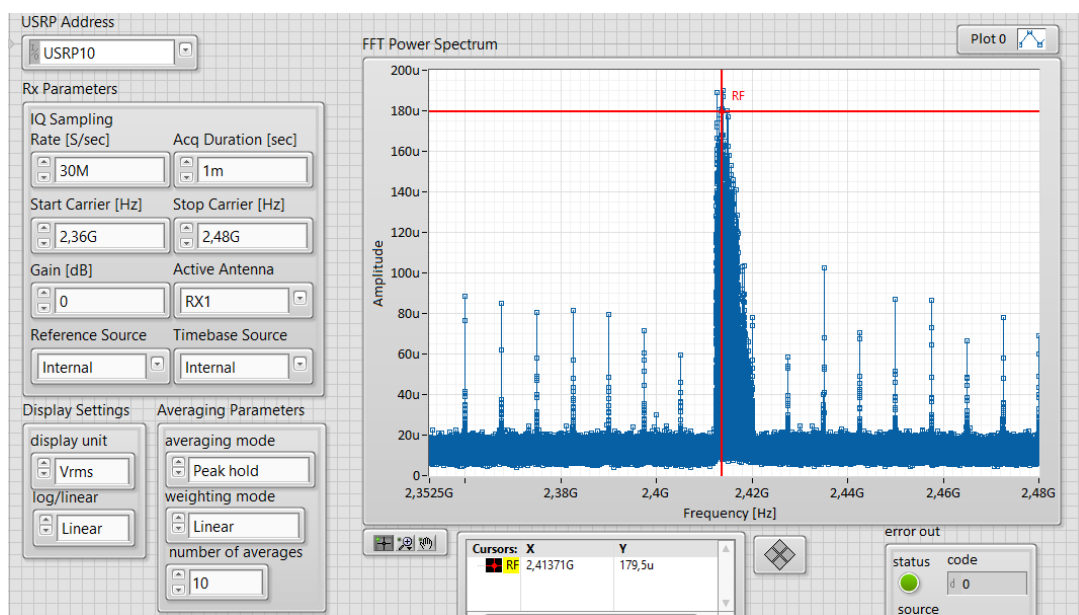 USRP Address
USRP10
Rx Parameters
IQ Sampling
Rate [S/sec] Acq Duration [sec]
30M 1m
Start Carrier [Hz] Stop Carrier [Hz]
2,36G 2,48G
Gain [dB] Active Antenna
0 RX1
Reference Source Timebase Source
Internal Internal
Display Settings Averaging Parameters
display unit averaging mode
Vrms Peak hold
log/linear weighting mode
Linear Linear
number of averages
10
FFT Power Spectrum
Plot 0
Amplitude
200u
180u
160u
140u
120u
100u
80u
60u
40u
20u
0
RF
2,3525G 2,38G 2,4G 2,42G 2,44G 2,46G 2,48G
Frequency [Hz]
Cursors: X Y
RF 2,41371G 179,5u
error out
status code
d 0
source